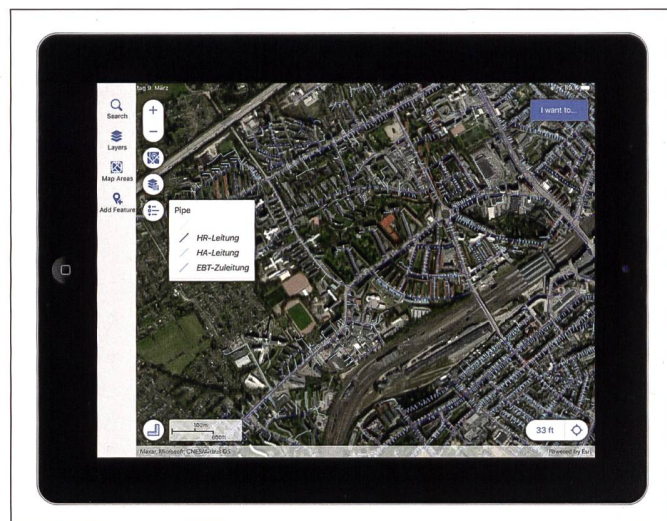 I want to...
Search
Layers
Map Areas
Add Feature
+
−
Pipe
HR-Leitung
HA-Leitung
EBT-Zuleitung
33 ft
Powered by Esri